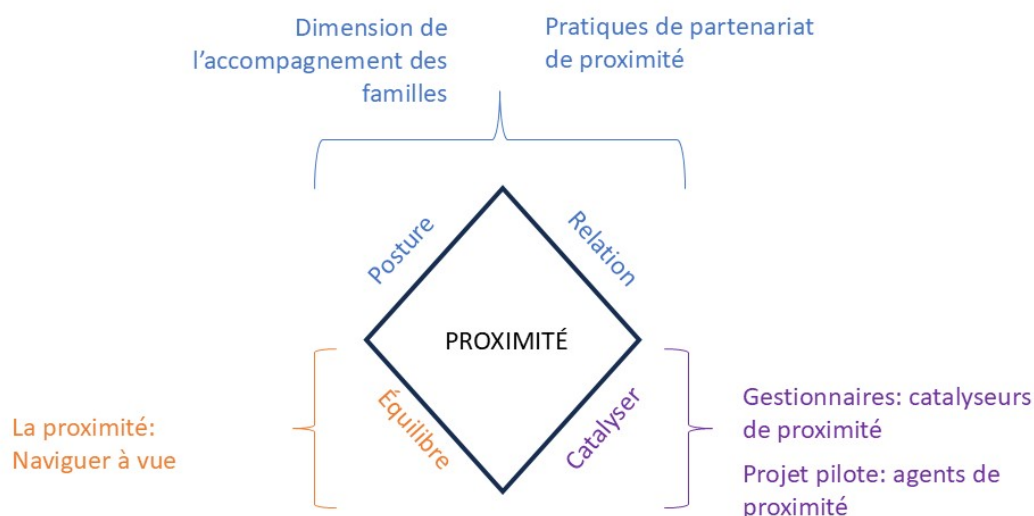 Dimension de
l’accompagnement des
familles
Pratiques de partenariat
de proximité
Posture
Relation
PROXIMITÉ
Équilibre
Catalyser
La proximité:
Naviguer à vue
Gestionnaires: catalyseurs
de proximité
Projet pilote: agents de
proximité